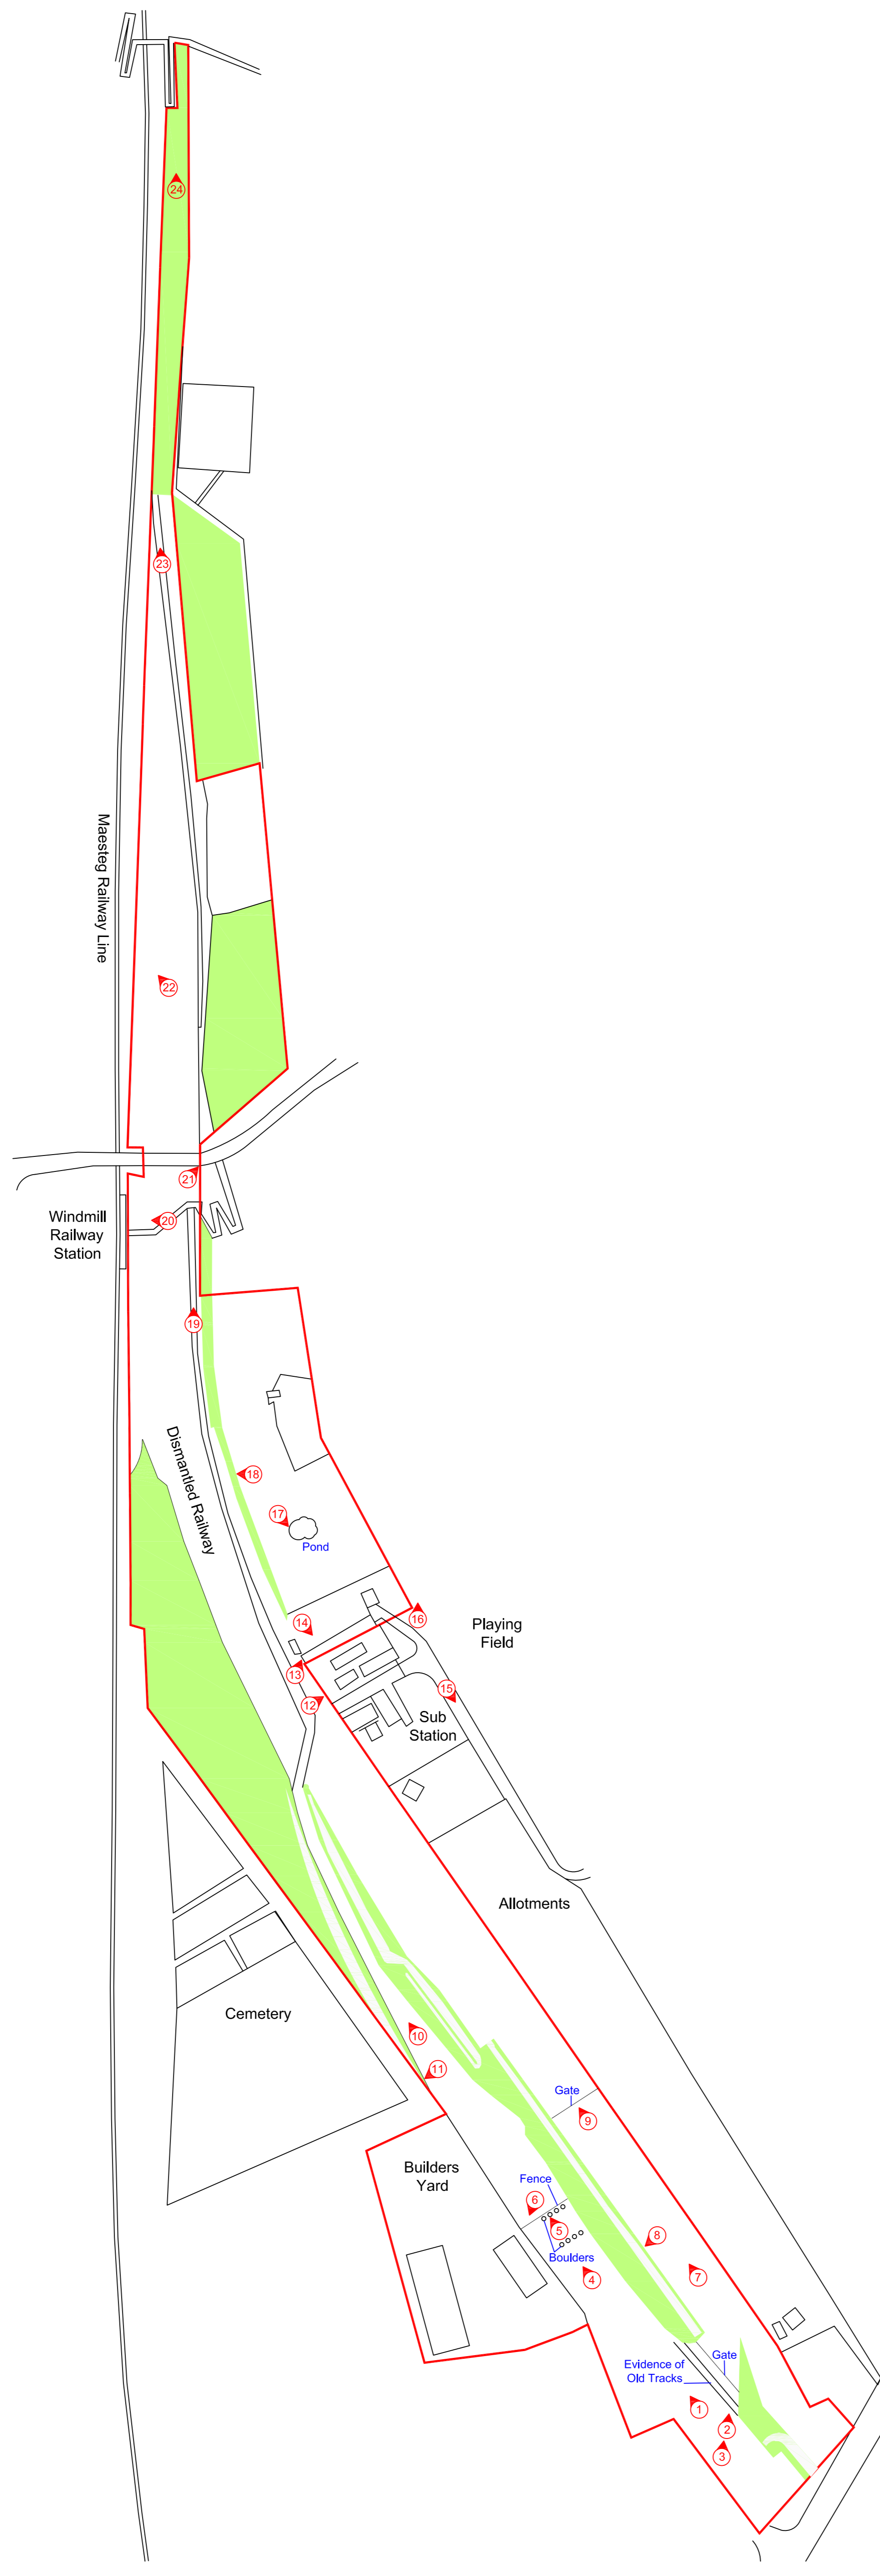 24
23
Maesteg Railway Line
22
21
Windmill
Railway
Station
20
19
Dismantled Railway
18
17
Pond
14
16
Playing
Field
13
15
12
Sub
Station
Allotments
Cemetery
10
11
Gate
9
Builders
Yard
Fence
6
5
8
Boulders
7
4
Gate
Evidence of
Old Tracks
1
2
3